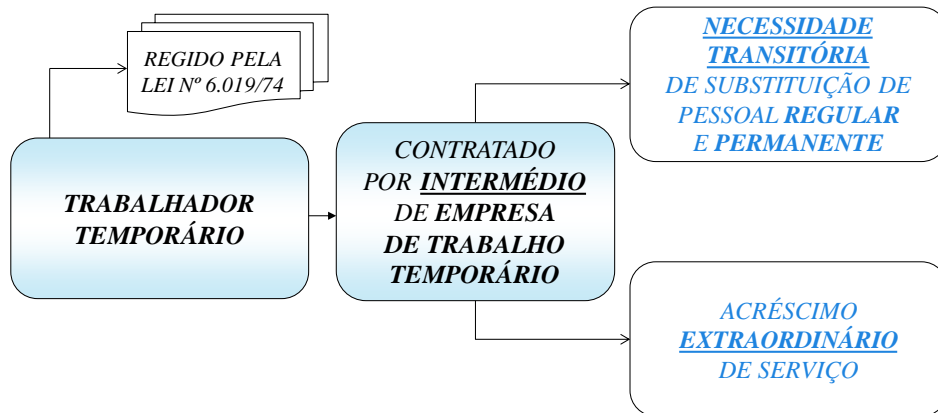 REGIDO PELA
LEI Nº 6.019/74
TRABALHADOR
TEMPORÁRIO
CONTRATADO
POR INTERMÉDIO
DE EMPRESA
DE TRABALHO
TEMPORÁRIO
NECESSIDADE
TRANSITÓRIA
DE SUBSTITUIÇÃO DE
PESSOAL REGULAR
E PERMANENTE
ACRÉSCIMO
EXTRAORDINÁRIO
DE SERVIÇO